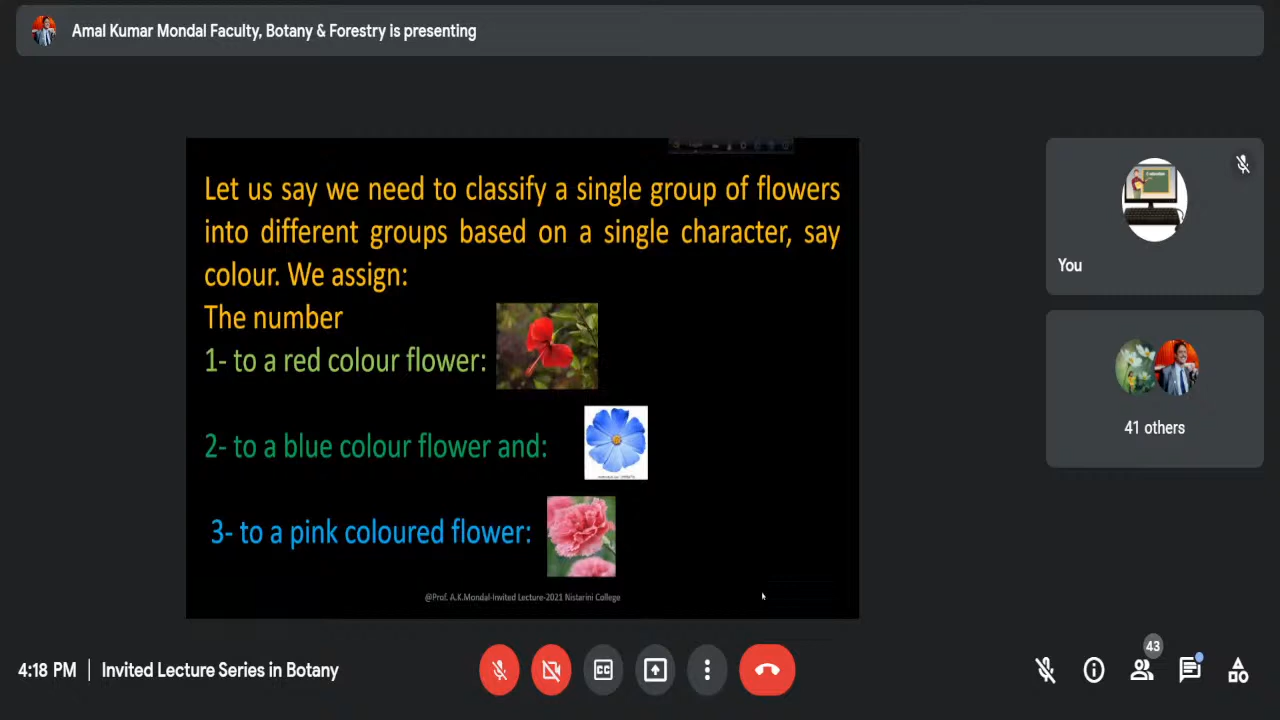 Amal Kumar Mondal Faculty, Botany & Forestry is presenting
Let us say we need to classify a single group of flowers
into different groups based on a single character, say
colour. We assign:
The number
1- to a red colour flower:
2- to a blue colour flower and:
3- to a pink coloured flower:
@Prof. A.K.Mondal-Invited Lecture-2021 Nistarini College
You
41 others
4:18 PM | Invited Lecture Series in Botany
CC
43